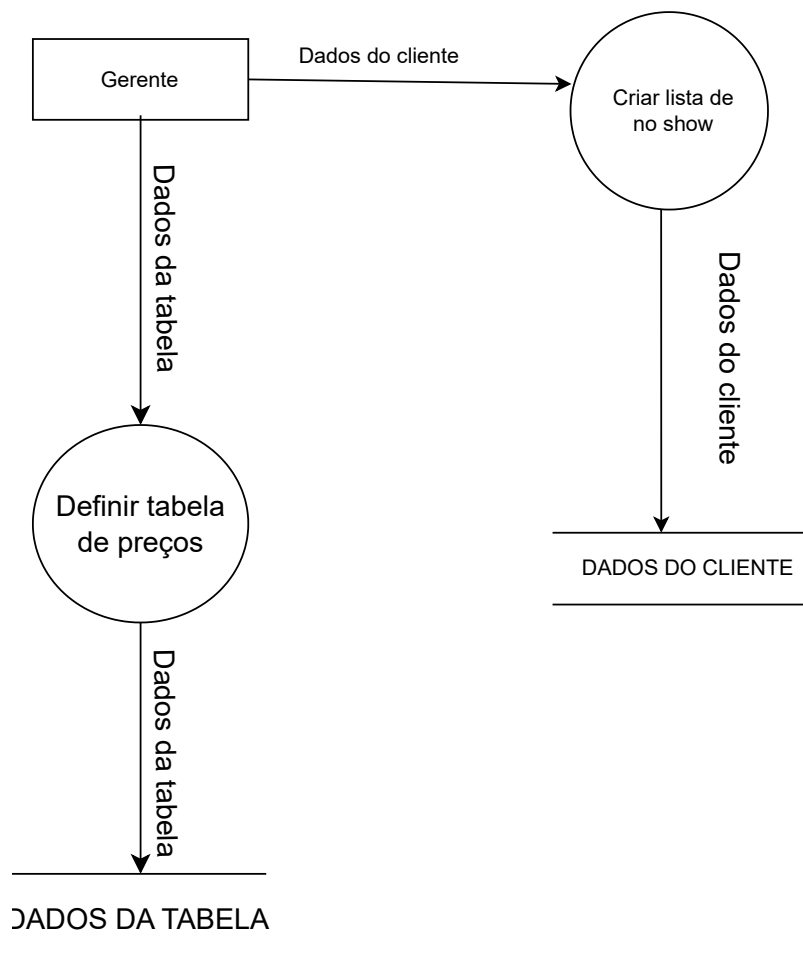 Dados do cliente
Gerente
Criar lista de
no show
Dados da tabela
Dados do cliente
Definir tabela
de preços
DADOS DO CLIENTE
Dados da tabela
DADOS DA TABELA